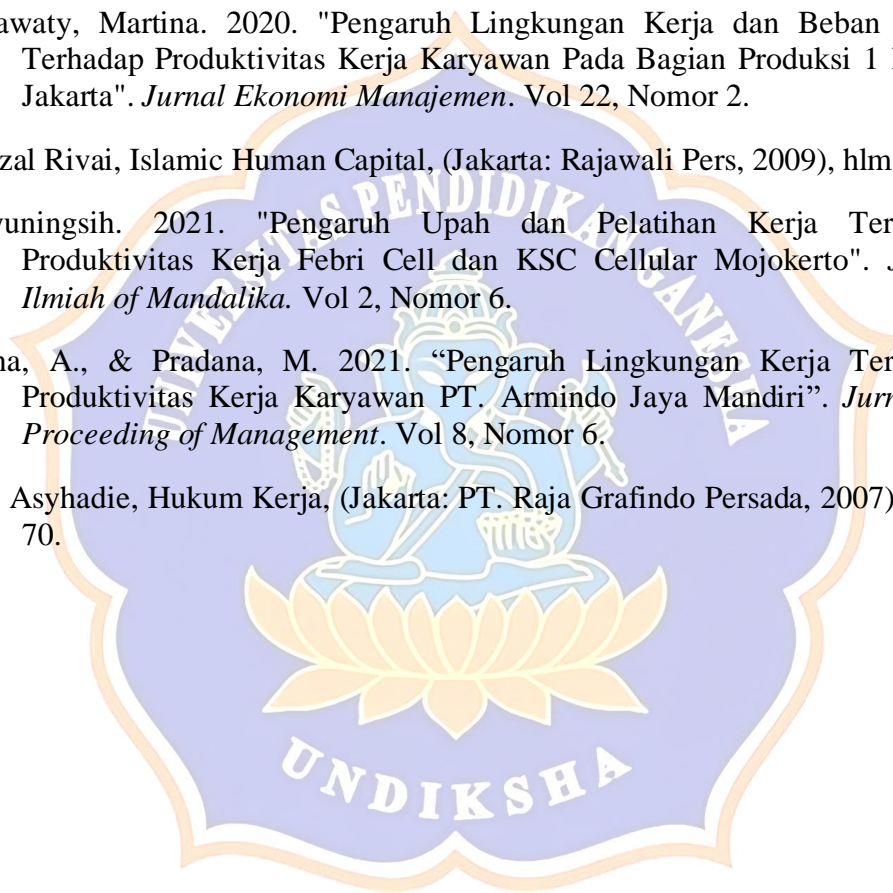 awaty, Martina. 2020. "Pengaruh Lingkungan Kerja dan Beban
Terhadap Produktivitas Kerja Karyawan Pada Bagian Produksi 1
Jakarta". Jurnal Ekonomi Manajemen. Vol 22, Nomor 2.
zal Rivai, Islamic Human Capital, (Jakarta: Rajawali Pers, 2009), hlm
yuningsih. 2021. "Pengaruh Upah dan Pelatihan Kerja Ter
Produktivitas Kerja Febri Cell dan KSC Cellular Mojokerto".
Ilmiah of Mandalika. Vol 2, Nomor 6.
na, A., & Pradana, M. 2021. “Pengaruh Lingkungan Kerja Ter
Produktivitas Kerja Karyawan PT. Armindo Jaya Mandiri”. Jurn
Proceeding of Management. Vol 8, Nomor 6.
Asyhadie, Hukum Kerja, (Jakarta: PT. Raja Grafindo Persada, 2007)
70.
UNIVERSITAS PENDIDIKAN GANESHA
UNDIKSHA